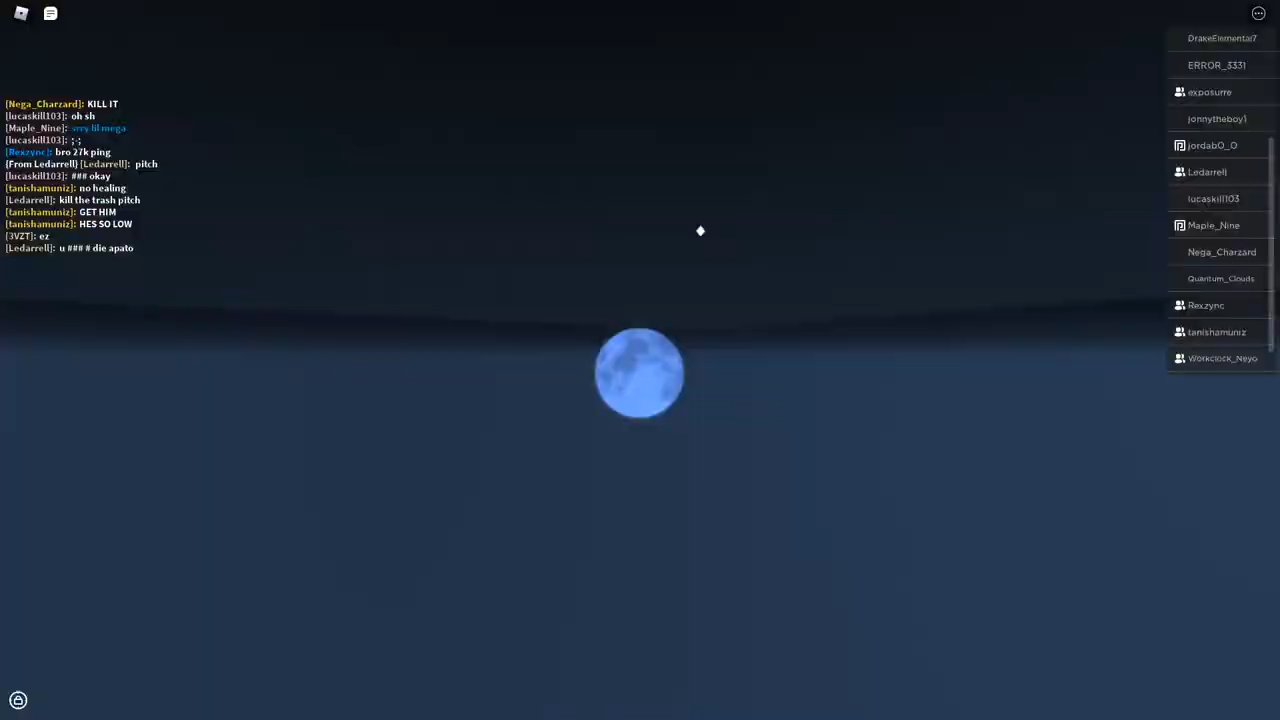 [Nega_Charzard]: KILL IT
[lucaskill103]: oh sh
[Maple_Nine]: srry lil mega
[lucaskill103]: ;-;
[Rexzync]: bro 27k ping
{From Ledarrell} [Ledarrell]: pitch
[lucaskill103]: ### okay
[tanishamuniz]: no healing
[Ledarrell]: kill the trash pitch
[tanishamuniz]: GET HIM
[tanishamuniz]: HES SO LOW
[3VZT]: ez
[Ledarrell]: u ### # die apato
DrakeElemental7
ERROR_3331
exposurre
jonnytheboy1
jordabO_O
Ledarrell
lucaskill103
Maple_Nine
Nega_Charzard
Quantum_Clouds
Rexzync
tanishamuniz
Workclock_Neyo